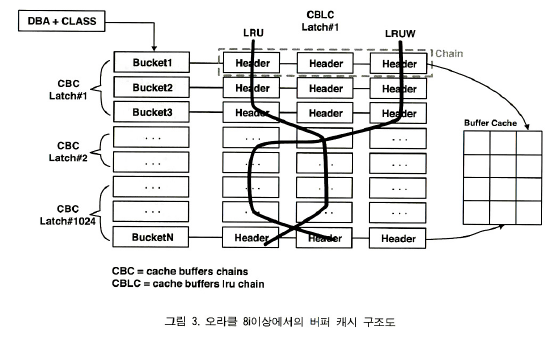 DBA + CLASS
LRU
CBLC
Latch#1
LRUW
Chain
Bucket1 Header Header Header
CBC
Latch#1
Bucket2 Header Header Header
Bucket3 Header Header Header
Buffer Cache
... ... ... ...
CBC
Latch#2
... ... ... ...
... ... ... ...
CBC
Latch#1024
... ... ... ...
BucketN Header Header Header
CBC = cache buffers chains
CBLC = cache buffers lru chain
그림 3. 오라클 8i이상에서의 버퍼 캐시 구조도